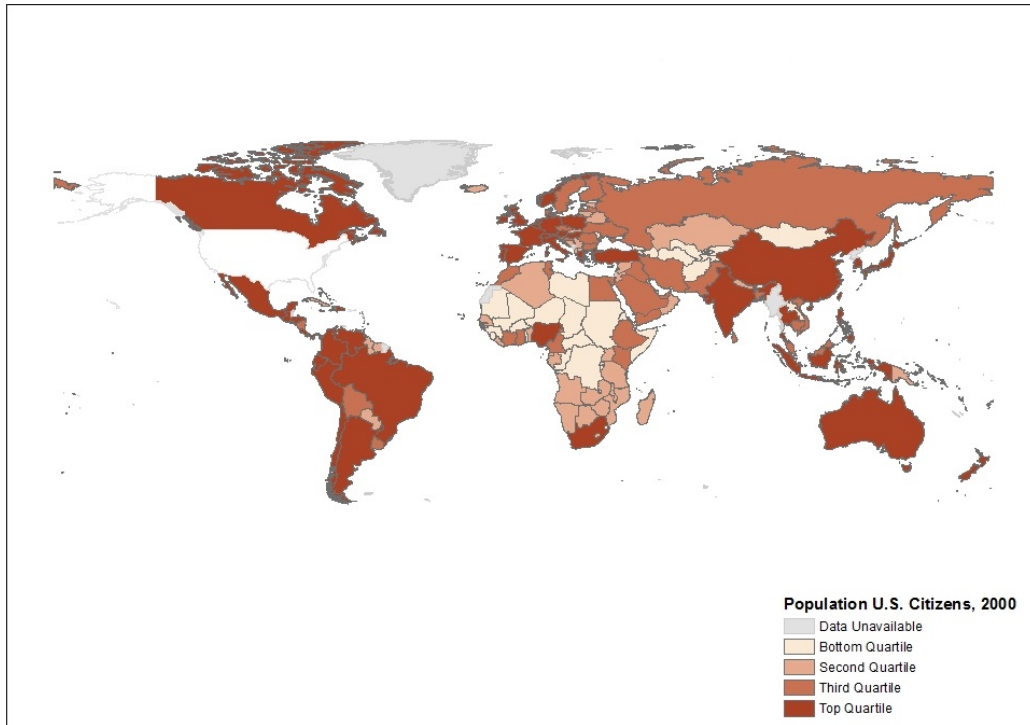 Population U.S. Citizens, 2000
Data Unavailable
Bottom Quartile
Second Quartile
Third Quartile
Top Quartile